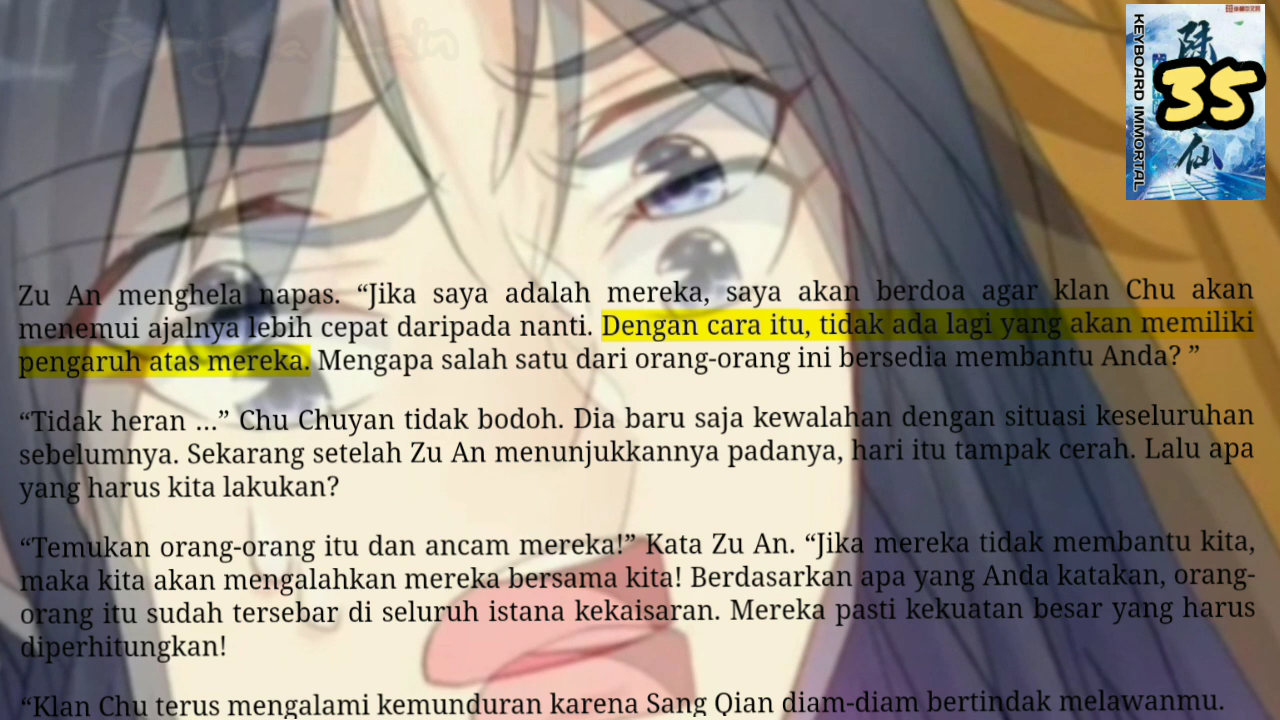 Serigala Lain
KEYBOARD IMMORTAL
35
仙
Zu An menghela napas. “Jika saya adalah mereka, saya akan berdoa agar klan Chu akan
menemui ajalnya lebih cepat daripada nanti. Dengan cara itu, tidak ada lagi yang akan memiliki
pengaruh atas mereka. Mengapa salah satu dari orang-orang ini bersedia membantu Anda? ”
“Tidak heran ...” Chu Chuyan tidak bodoh. Dia baru saja kewalahan dengan situasi keseluruhan
sebelumnya. Sekarang setelah Zu An menunjukkannya padanya, hari itu tampak cerah. Lalu apa
yang harus kita lakukan?
“Temukan orang-orang itu dan ancam mereka!” Kata Zu An. “Jika mereka tidak membantu kita,
maka kita akan mengalahkan mereka bersama kita! Berdasarkan apa yang Anda katakan, orang-
orang itu sudah tersebar di seluruh istana kekaisaran. Mereka pasti kekuatan besar yang harus
diperhitungkan!
“Klan Chu terus mengalami kemunduran karena Sang Qian diam-diam bertindak melawanmu.